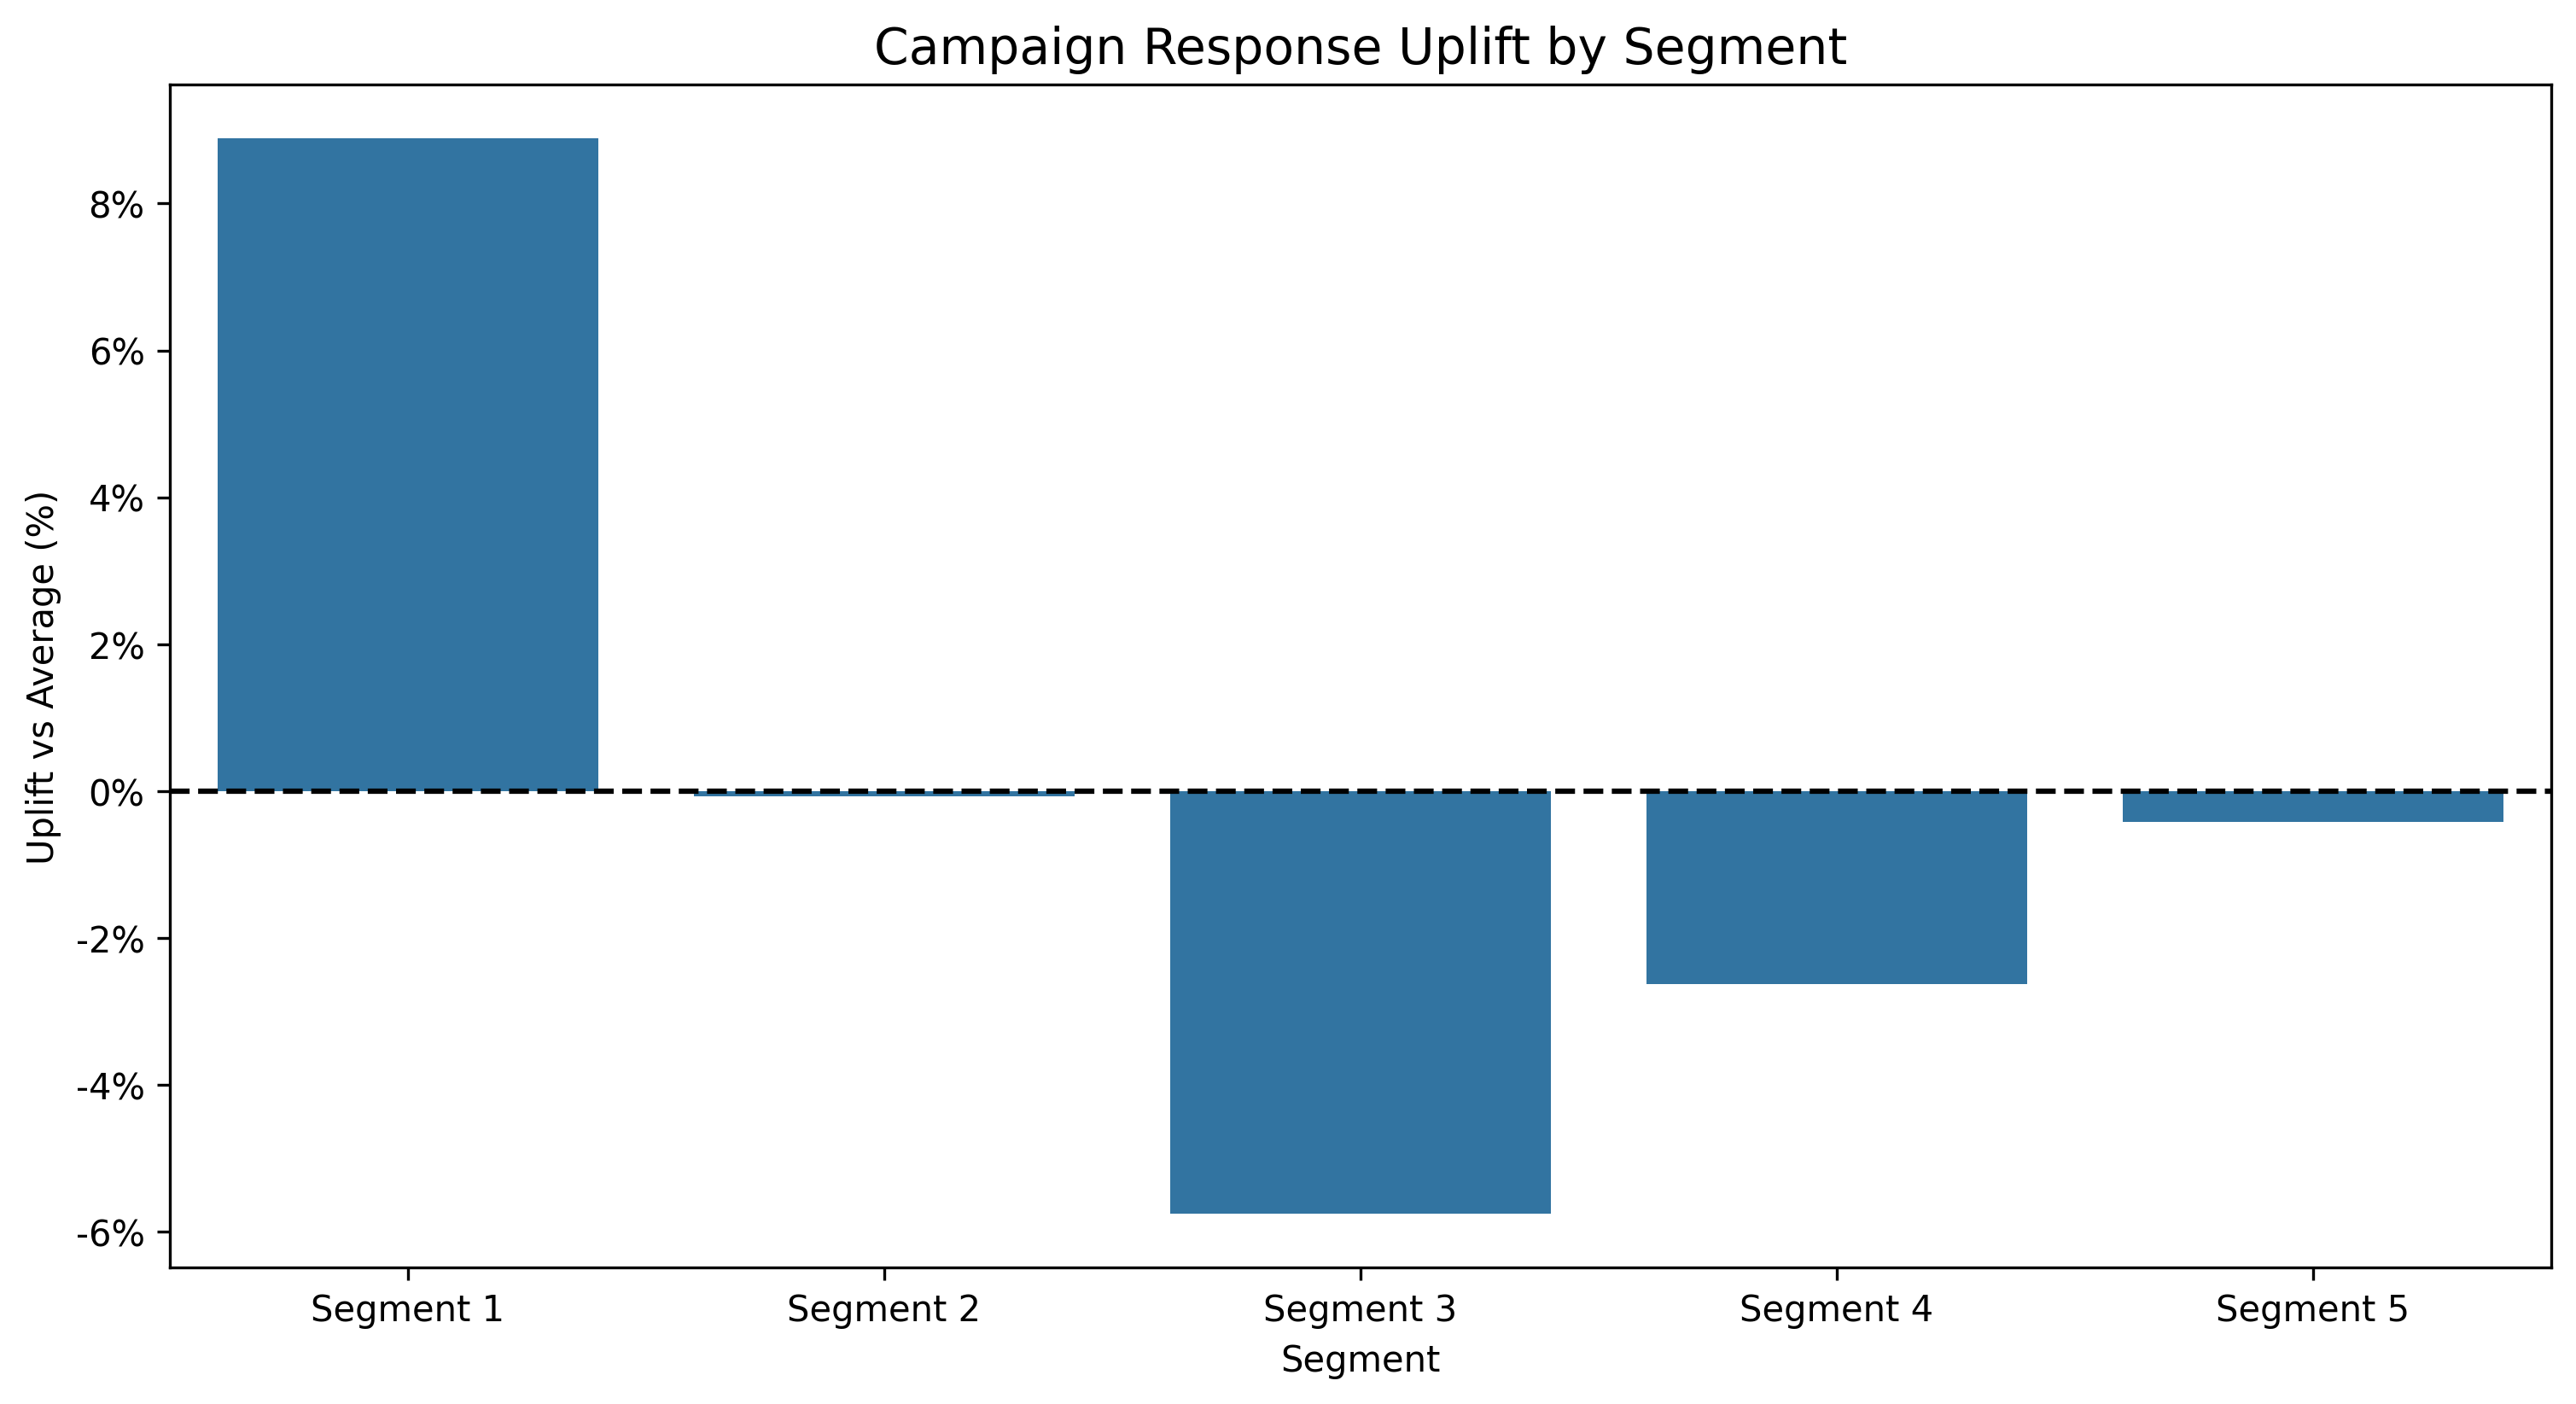 Campaign Response Uplift by Segment
Uplift vs Average (%)
8%
6%
4%
2%
0%
-2%
-4%
-6%
Segment 1
Segment 2
Segment 3
Segment 4
Segment 5
Segment